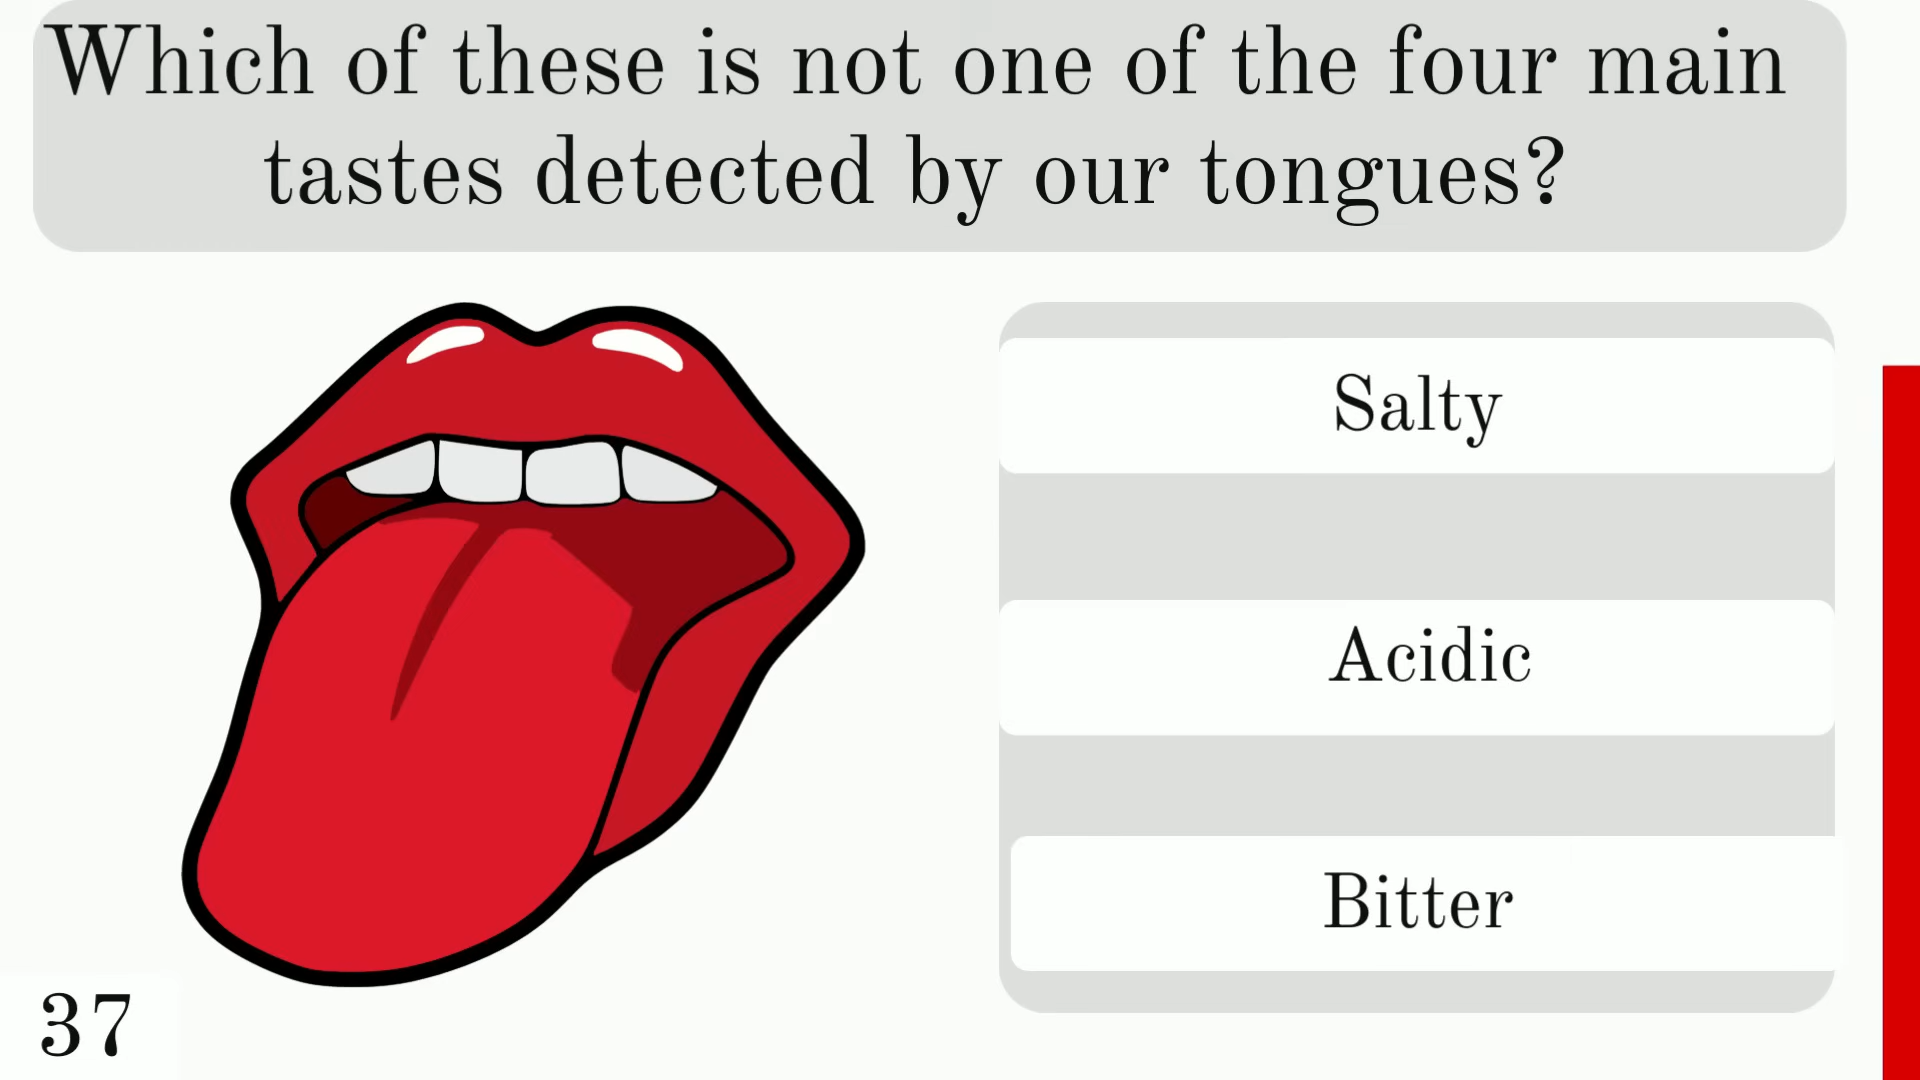 Which of these is not one of the four main
tastes detected by our tongues?
Salty
Acidic
Bitter
37